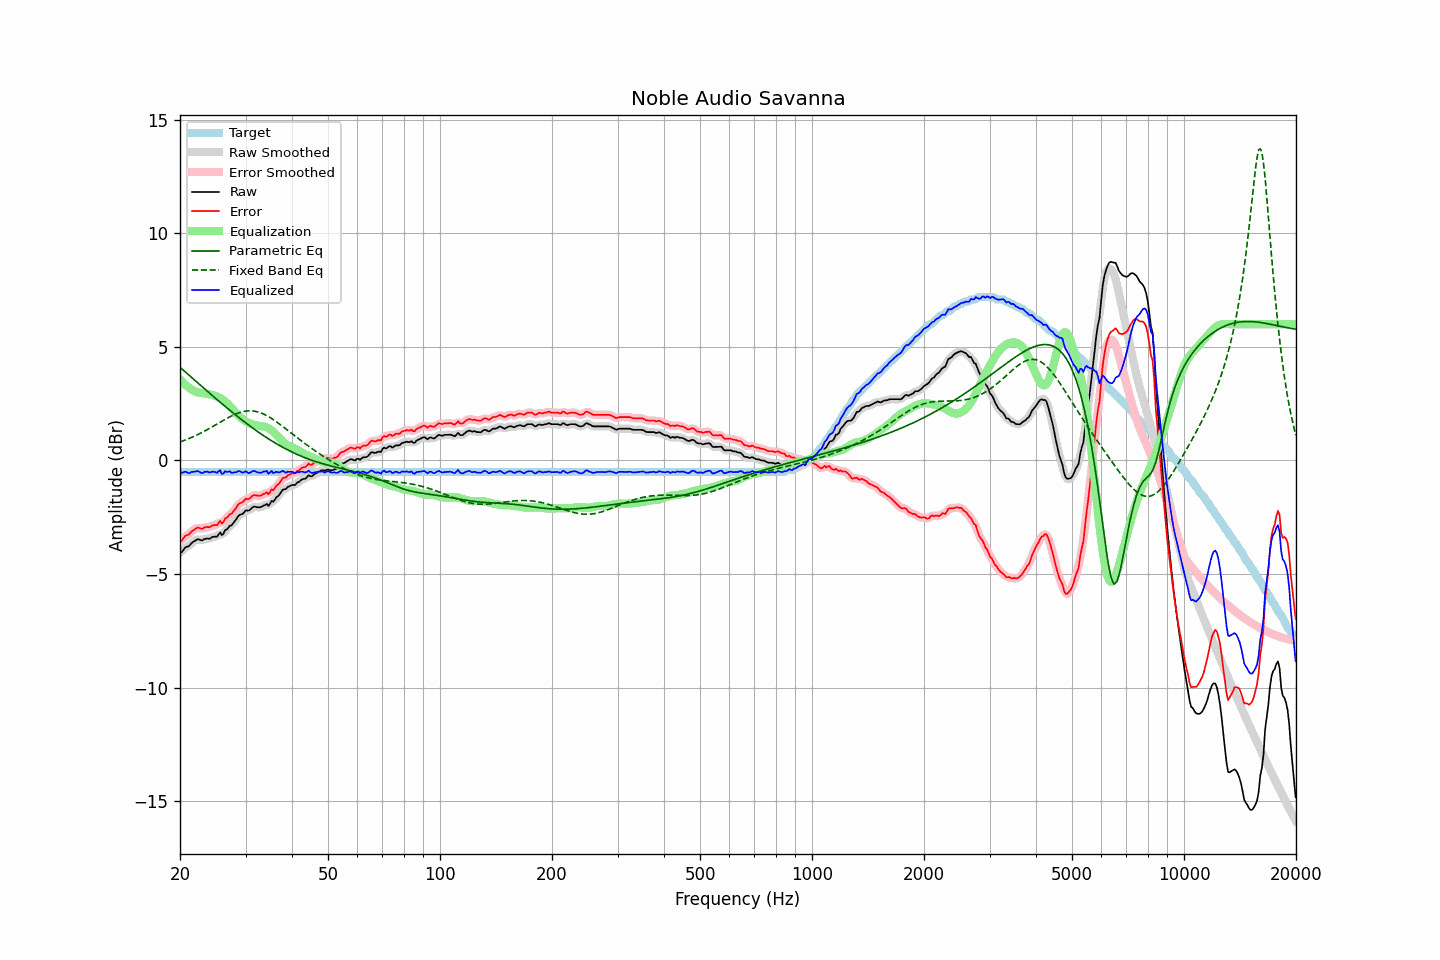 Noble Audio Savanna
Amplitude (dBr)
15
10
5
0
−5
−10
−15
Target
Raw Smoothed
Error Smoothed
Raw
Error
Equalization
Parametric Eq
Fixed Band Eq
Equalized
20 50 100 200 500 1000 2000 5000 10000 20000
Frequency (Hz)